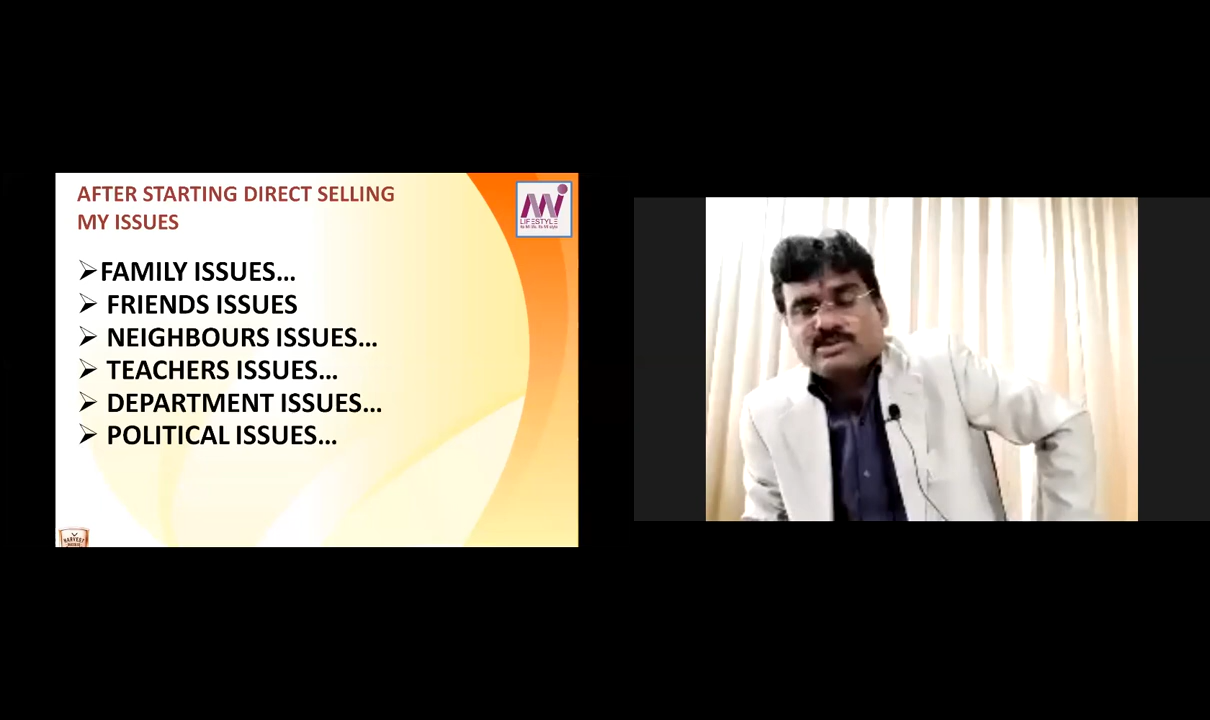 AFTER STARTING DIRECT SELLING
MY ISSUES
LIFESTYLE
➢FAMILY ISSUES...
➢ FRIENDS ISSUES
➢ NEIGHBOURS ISSUES...
➢ TEACHERS ISSUES...
➢ DEPARTMENT ISSUES...
➢ POLITICAL ISSUES...
HARVEST